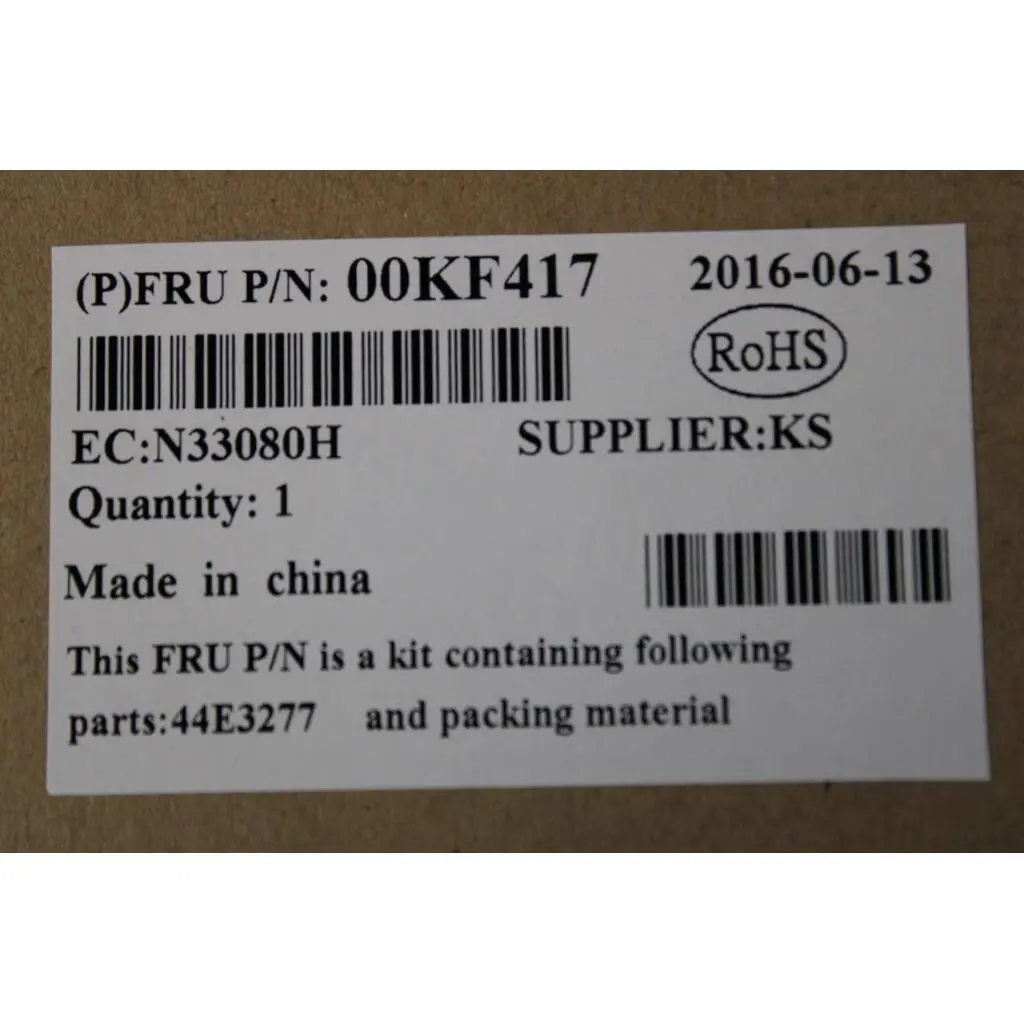 (P)FRU P/N: 00KF417 2016-06-13
RoHS
EC:N33080H SUPPLIER:KS
Quantity: 1
Made in china
This FRU P/N is a kit containing following
parts:44E3277 and packing material